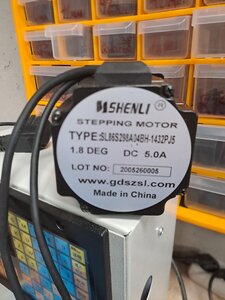 SHENLI
STEPPING MOTOR
TYPE: SL86S298A04BH-1432PJ5
1.8 DEG DC 5.0A
LOT NO: 2005260005
www.gdszsl.com
Made in China